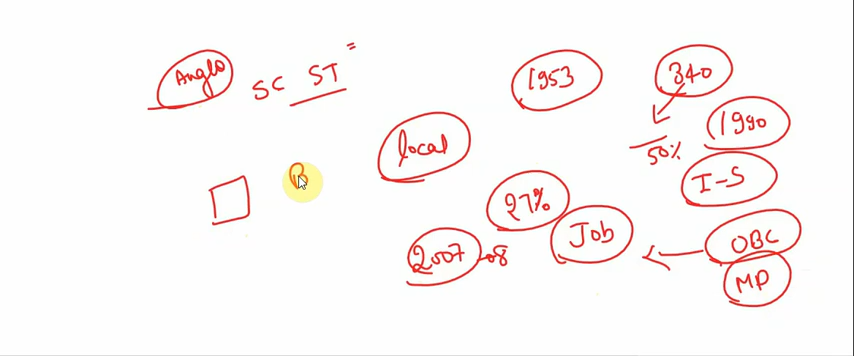 Anglo SC ST =
1953
340
1990
50%
local
I-S
27%
Job
OBC
2007-08
MP